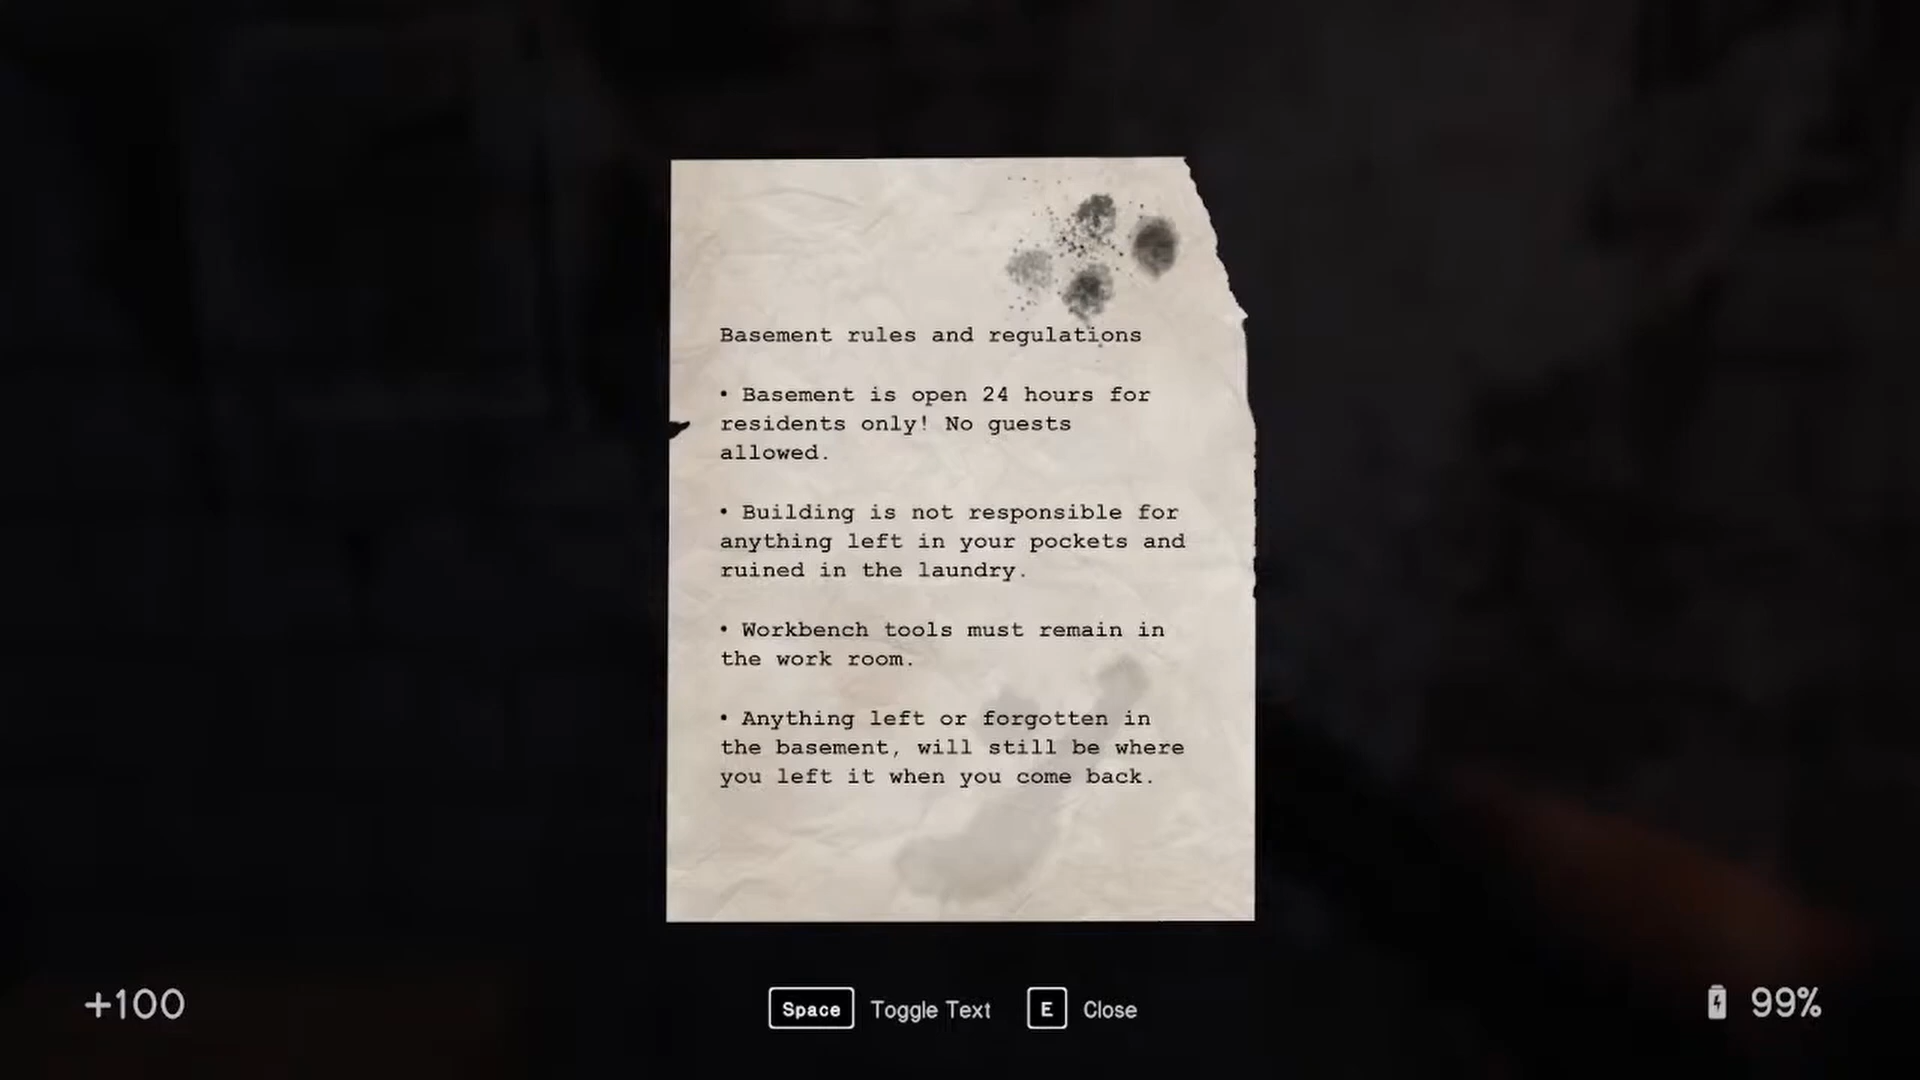 Basement rules and regulations
• Basement is open 24 hours for
residents only! No guests
allowed.
• Building is not responsible for
anything left in your pockets and
ruined in the laundry.
• Workbench tools must remain in
the work room.
• Anything left or forgotten in
the basement, will still be where
you left it when you come back.
+100
Space Toggle Text E Close
99%